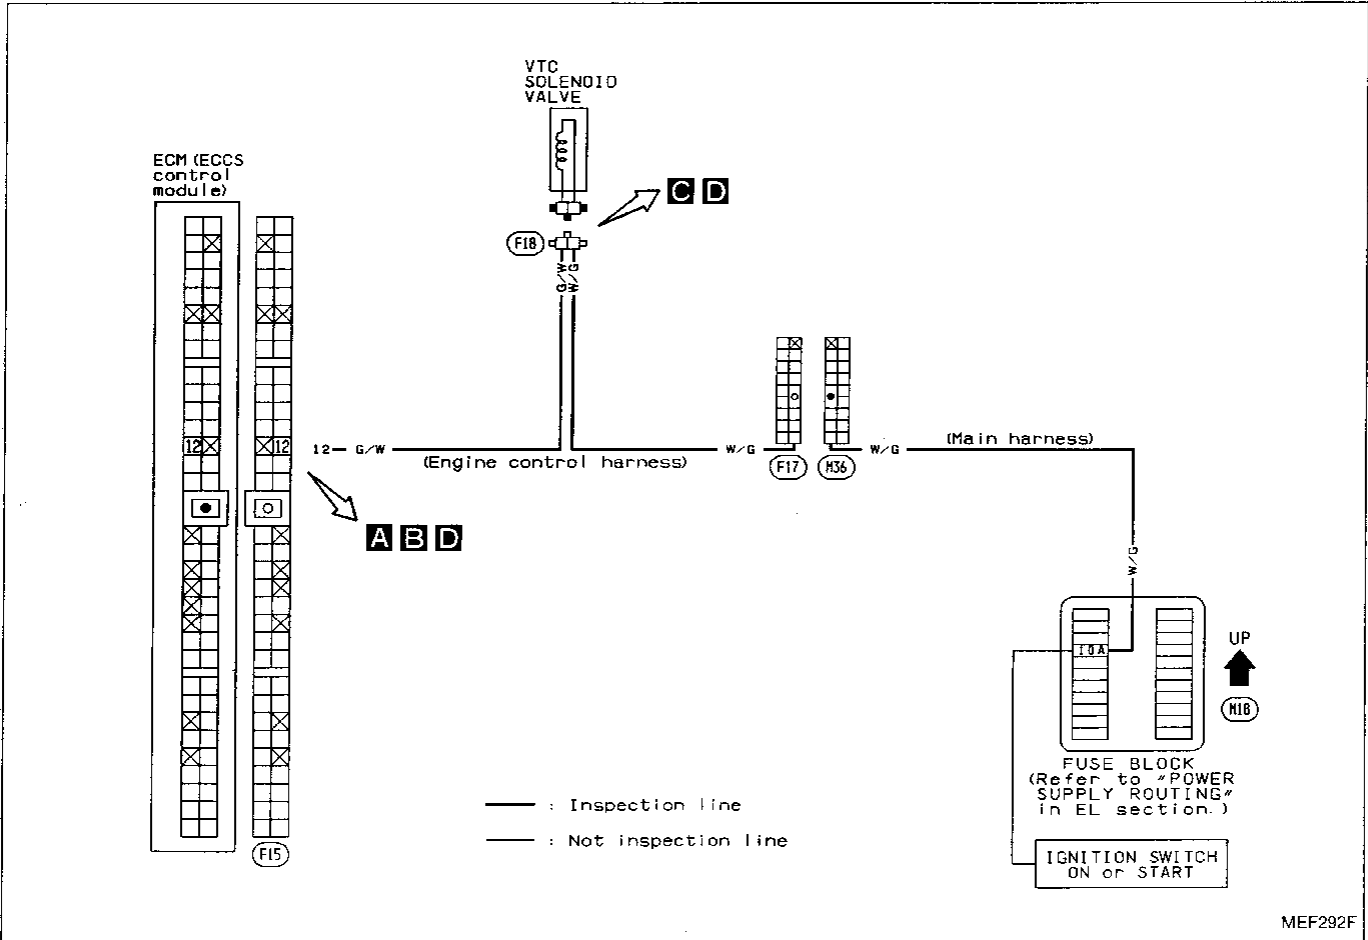 VTC
SOLENOID
VALVE
ECM (ECCS
control
module)
C D
F18
G/W
W/G
12
12
12 G/W
(Engine control harness)
W/G
F17
M36
W/G
(Main harness)
A B D
W/G
10A
UP
M18
FUSE BLOCK
(Refer to "POWER
SUPPLY ROUTING"
in EL section.)
: Inspection line
: Not inspection line
F15
IGNITION SWITCH
ON or START
MEF292F